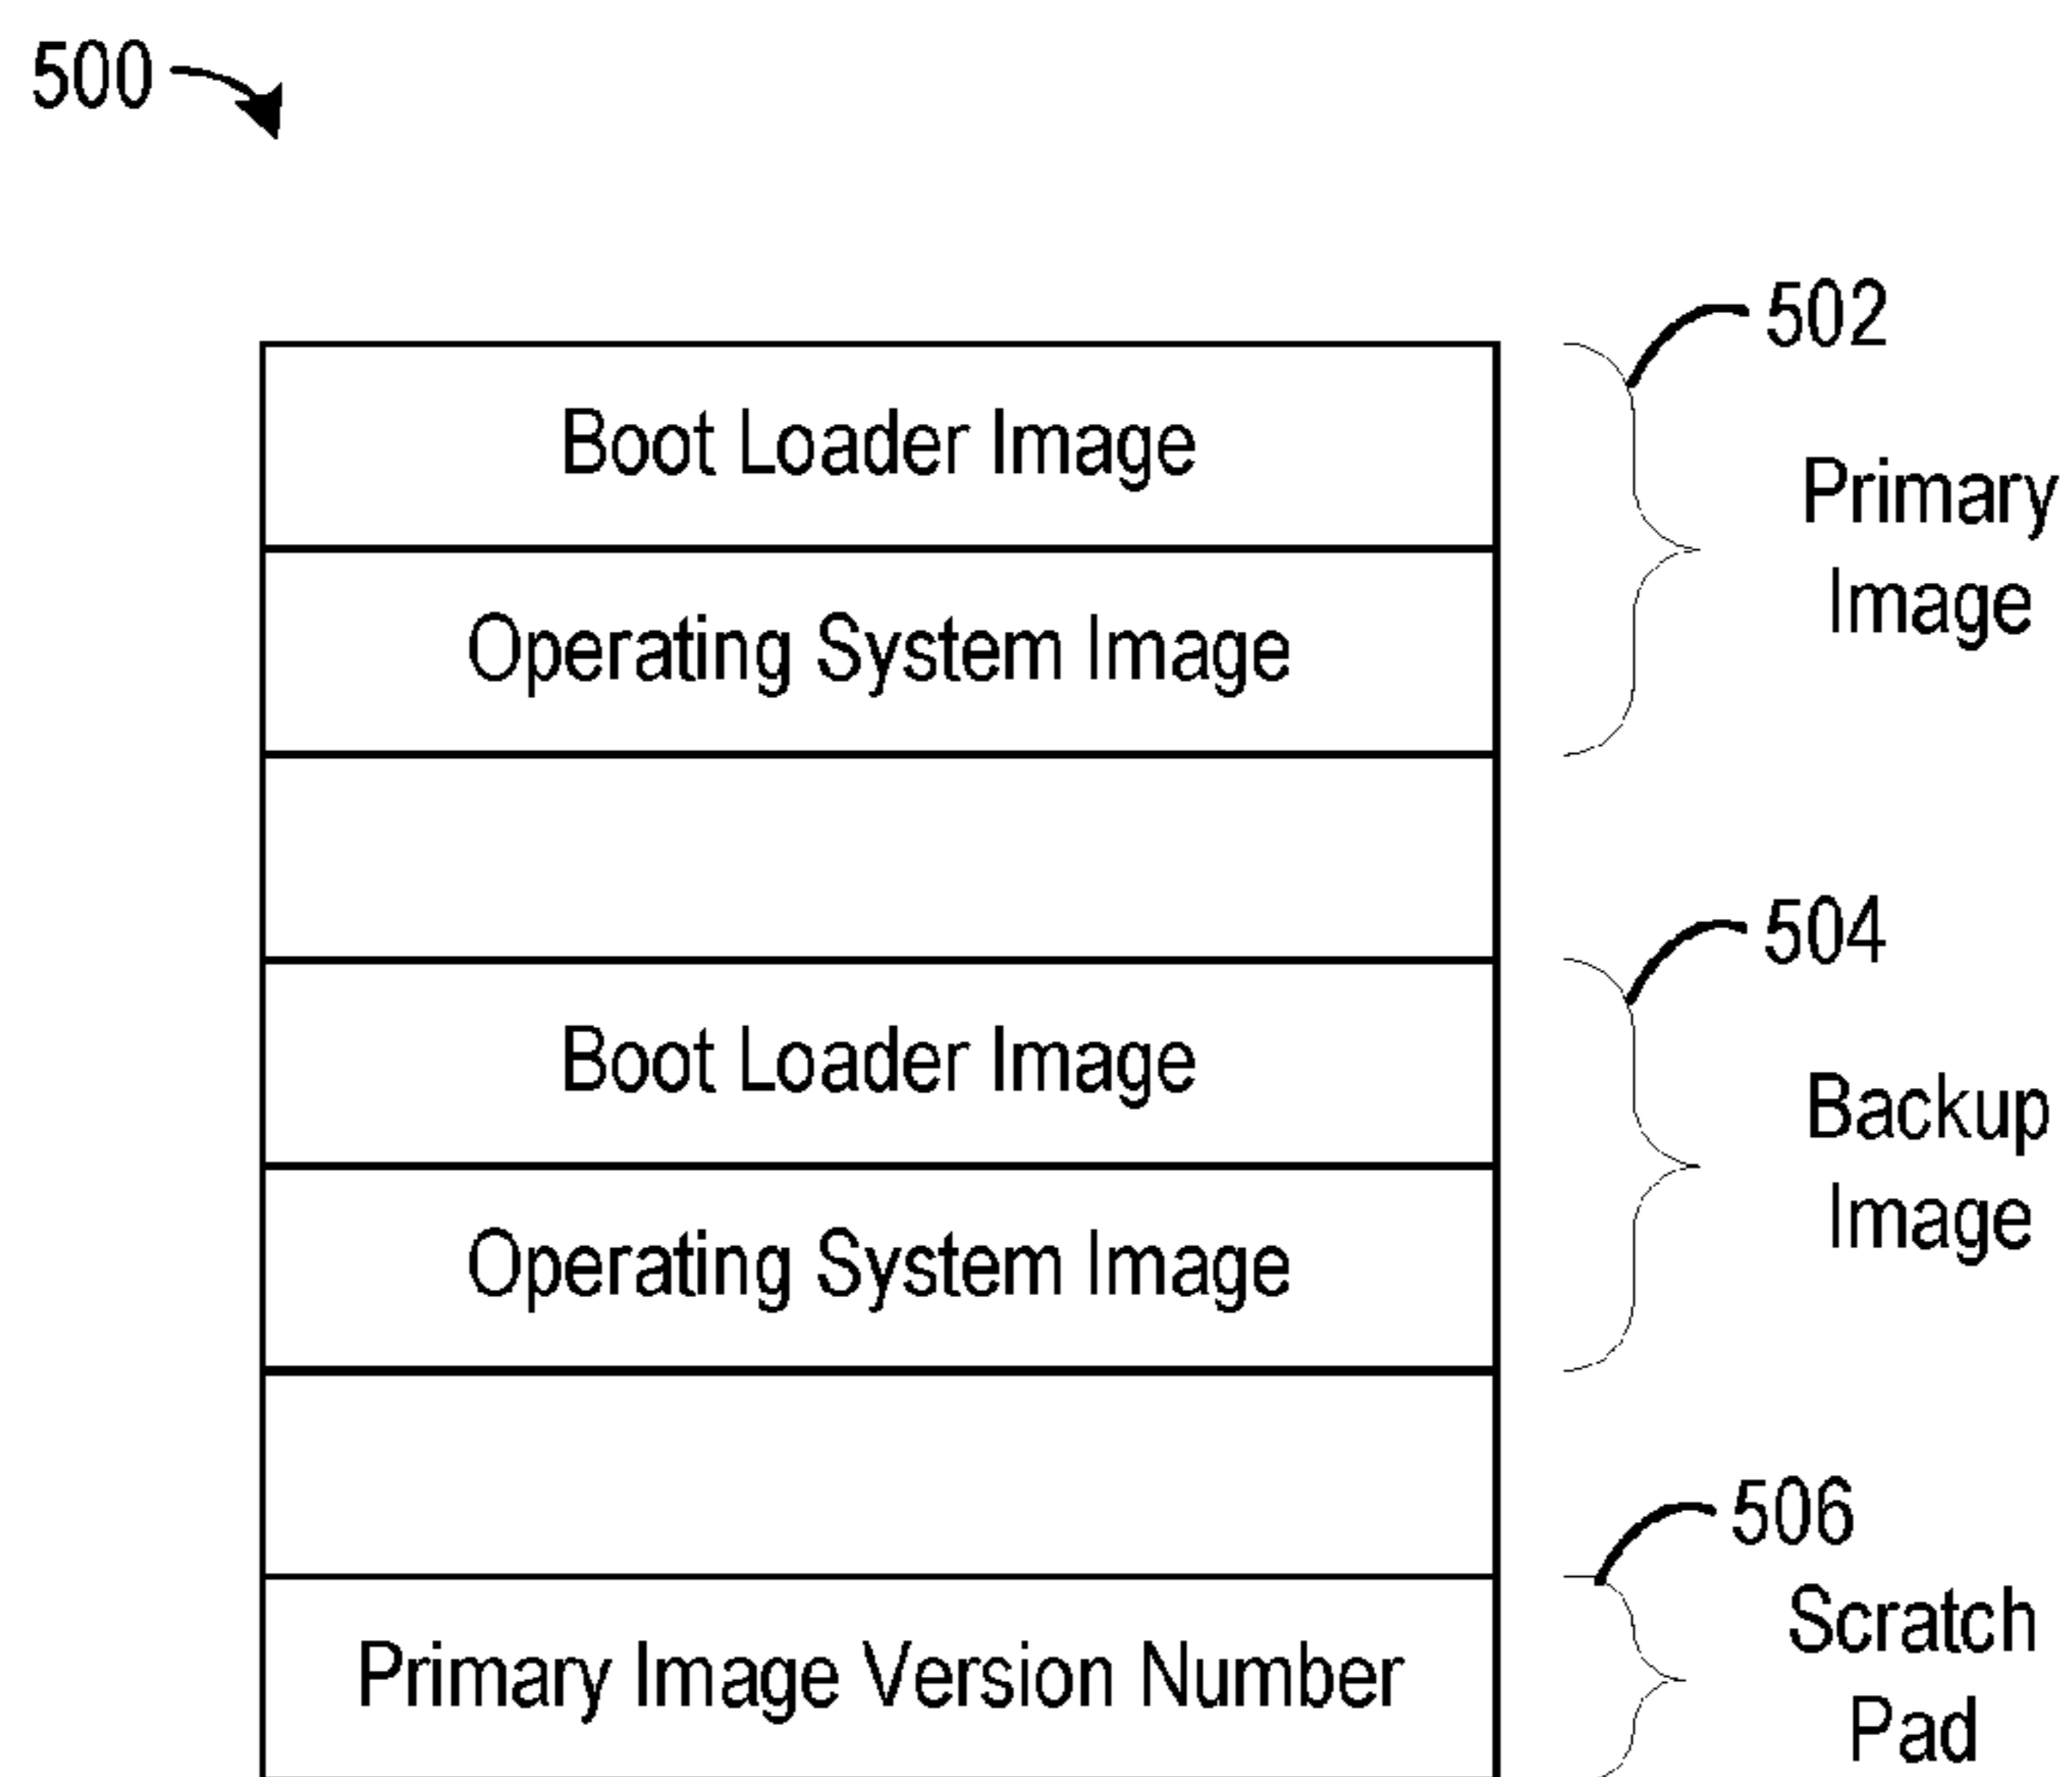 500
502
Boot Loader Image
Primary
Image
Operating System Image
504
Boot Loader Image
Backup
Image
Operating System Image
506
Scratch
Pad
Primary Image Version Number